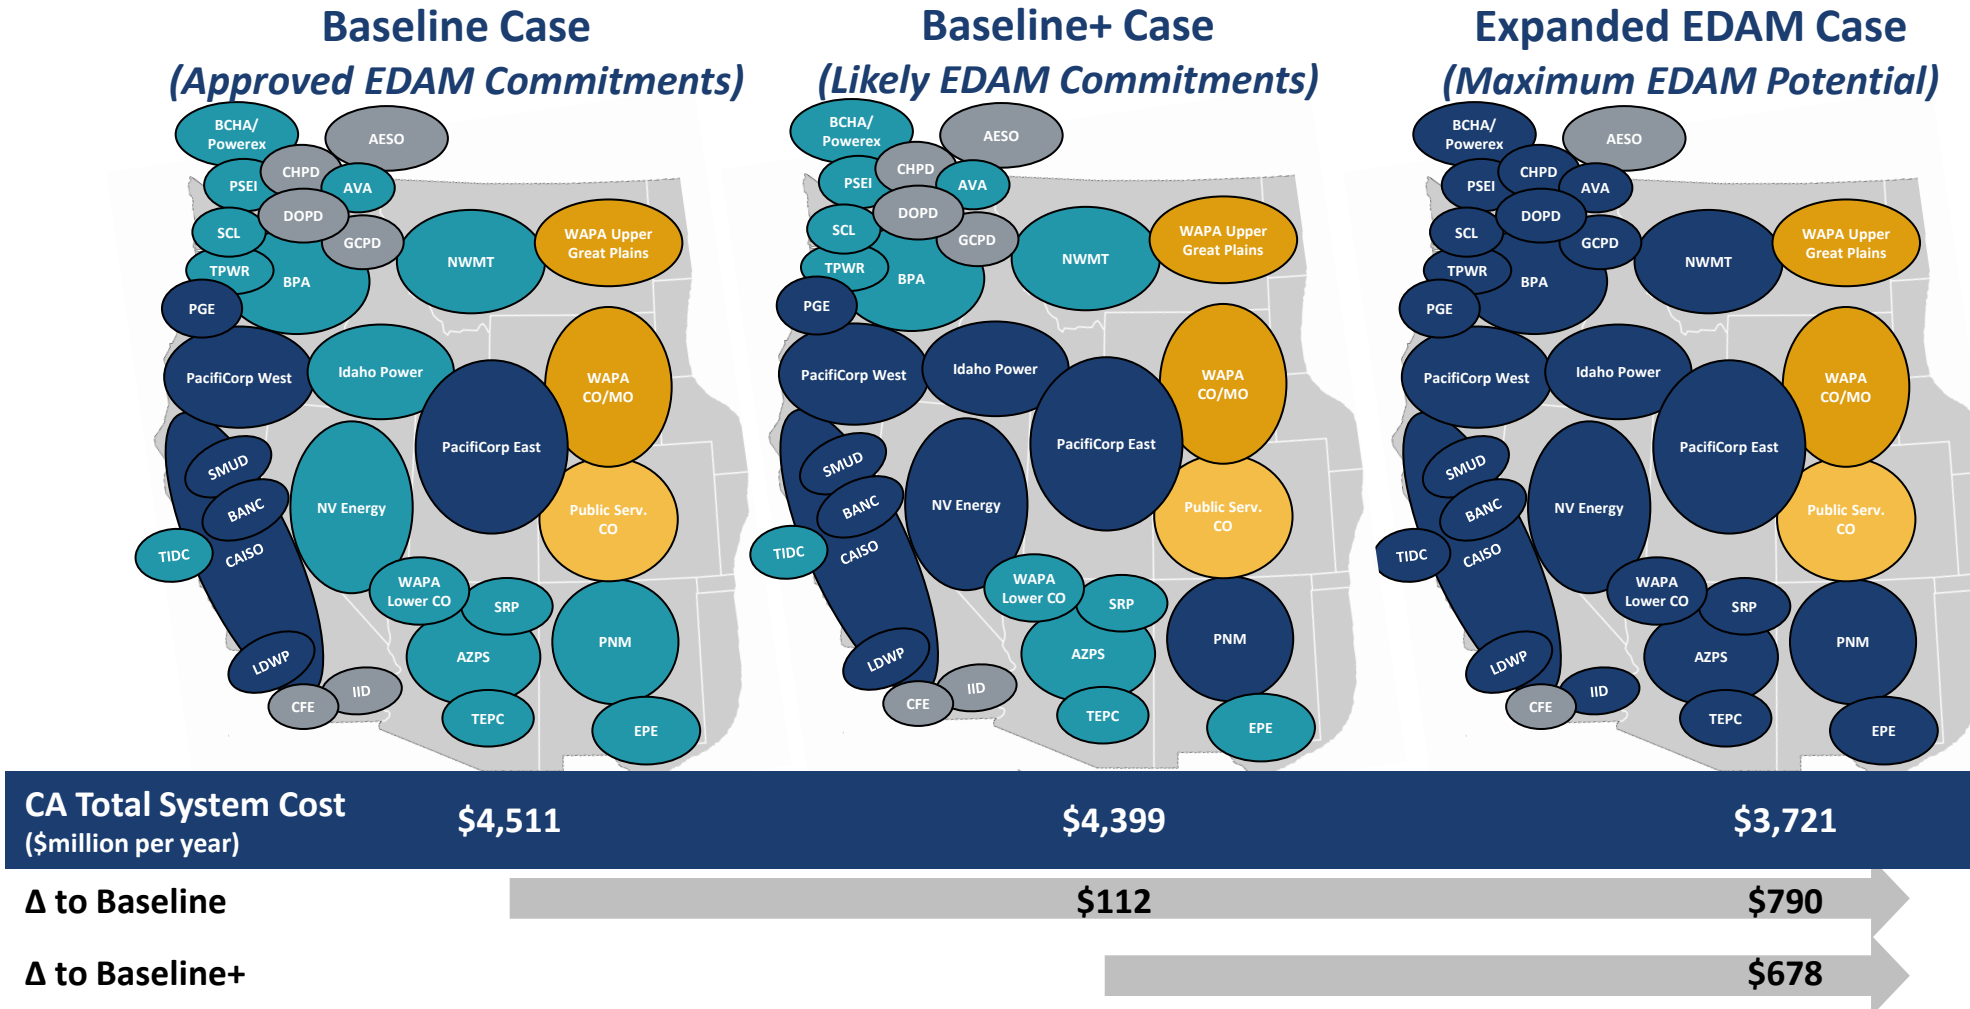 Baseline Case
(Approved EDAM Commitments)
BCHA/
Powerex
AESO
CHPD
PSEI
AVA
DOPD
SCL
GCPD
TPWR
BPA
NWMT
WAPA Upper
Great Plains
PGE
PacifiCorp West
Idaho Power
WAPA
CO/MO
PacifiCorp East
SMUD
BANC
NV Energy
Public Serv.
CO
TIDC
CAISO
WAPA
Lower CO
SRP
LDWP
AZPS
PNM
IID
CFE
TEPC
EPE
Baseline+ Case
(Likely EDAM Commitments)
BCHA/
Powerex
AESO
CHPD
PSEI
AVA
DOPD
SCL
GCPD
TPWR
BPA
NWMT
WAPA Upper
Great Plains
PGE
PacifiCorp West
Idaho Power
WAPA
CO/MO
PacifiCorp East
SMUD
BANC
NV Energy
Public Serv.
CO
TIDC
CAISO
WAPA
Lower CO
SRP
LDWP
AZPS
PNM
IID
CFE
TEPC
EPE
Expanded EDAM Case
(Maximum EDAM Potential)
BCHA/
Powerex
AESO
CHPD
PSEI
AVA
DOPD
SCL
GCPD
TPWR
BPA
NWMT
WAPA Upper
Great Plains
PGE
PacifiCorp West
Idaho Power
WAPA
CO/MO
PacifiCorp East
SMUD
BANC
NV Energy
Public Serv.
CO
TIDC
CAISO
WAPA
Lower CO
SRP
LDWP
AZPS
PNM
IID
CFE
TEPC
EPE
CA Total System Cost
($million per year)
$4,511
$4,399
$3,721
Δ to Baseline
$112
$790
Δ to Baseline+
$678